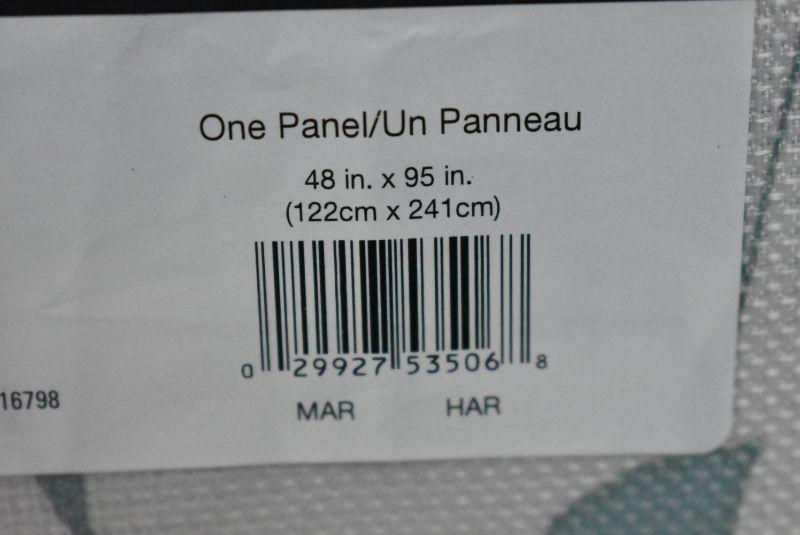 One Panel/Un Panneau
48 in. x 95 in.
(122cm x 241cm)
0 29927 53506 8
16798
MAR HAR